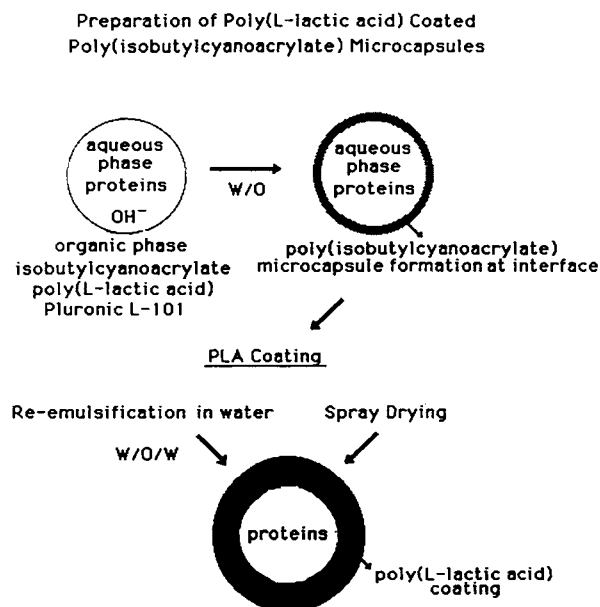 Preparation of Poly(L-lactic acid) Coated
Poly(isobutylcyanoacrylate) Microcapsules
aqueous
phase
proteins
OH⁻
W/O
aqueous
phase
proteins
organic phase
isobutylcyanoacrylate
poly(L-lactic acid)
Pluronic L-101
poly(isobutylcyanoacrylate)
microcapsule formation at interface
PLA Coating
Re-emulsification in water
Spray Drying
W/O/W
proteins
poly(L-lactic acid)
coating